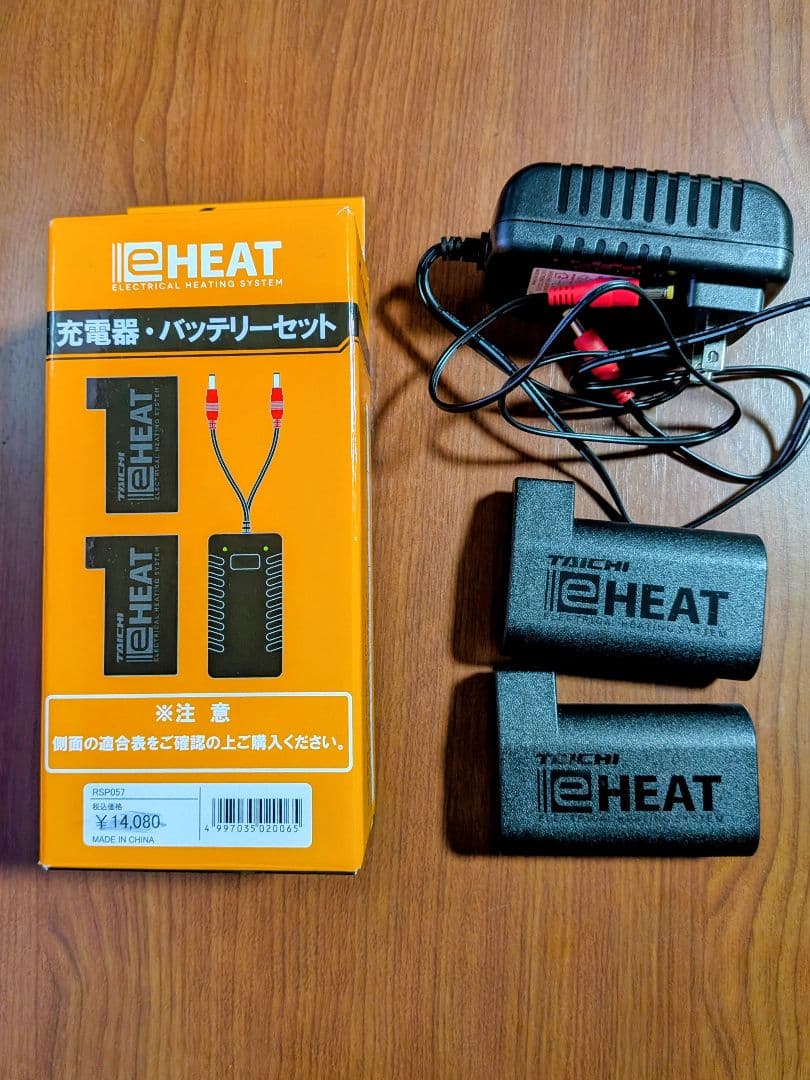 eHEAT
ELECTRICAL HEATING SYSTEM
充電器・バッテリーセット
TAICHI
eHEAT
ELECTRICAL HEATING SYSTEM
TAICHI
eHEAT
ELECTRICAL HEATING SYSTEM
※注 意
側面の適合表をご確認の上ご購入ください。
RSP057
税込価格
¥14,080
MADE IN CHINA
4 997035 020065
TAICHI
eHEAT
ELECTRICAL HEATING SYSTEM
TAICHI
eHEAT
ELECTRICAL HEATING SYSTEM